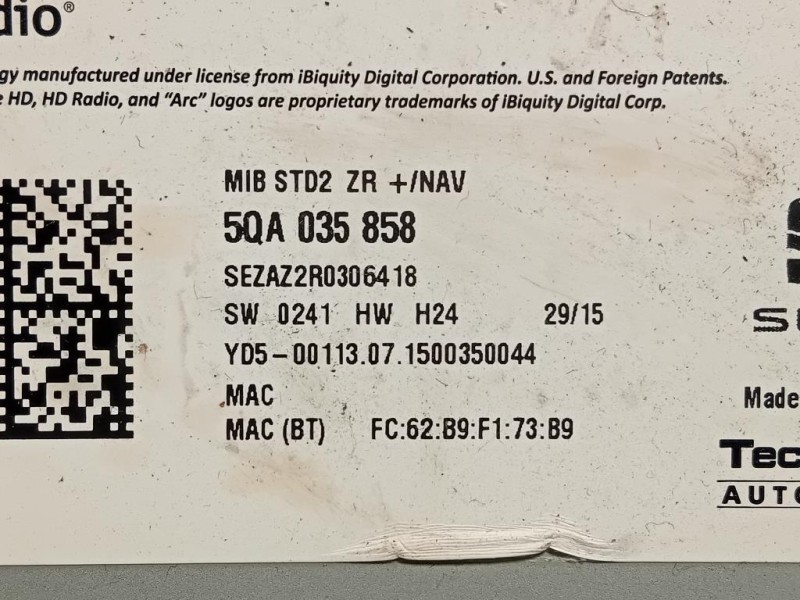 dio®
gy manufactured under license from iBiquity Digital Corporation. U.S. and Foreign Patents.
e HD, HD Radio, and “Arc” logos are proprietary trademarks of iBiquity Digital Corp.
MIB STD2 ZR +/NAV
5QA 035 858
SEZAZ2R0306418
SW 0241 HW H24 29/15
YD5-00113.07.1500350044
MAC
MAC (BT) FC:62:B9:F1:73:B9
Made
Tec
AUTO